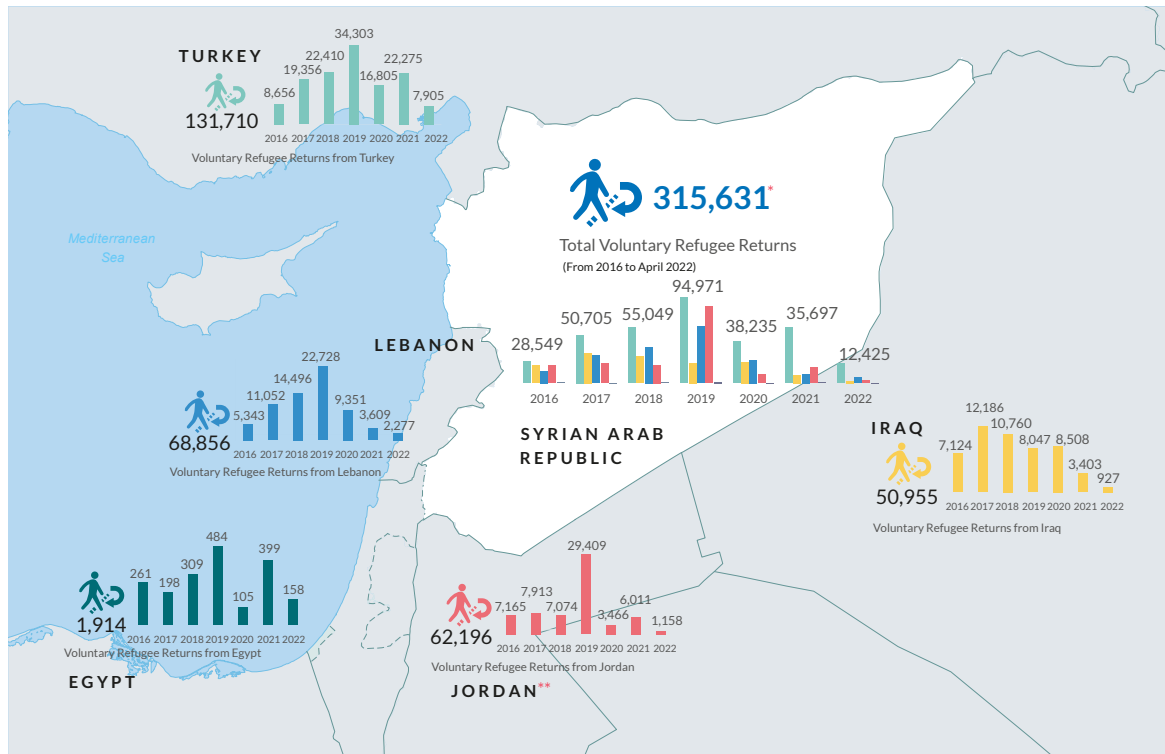 TURKEY
131,710
8,656
19,356
22,410
34,303
16,805
22,275
7,905
2016 2017 2018 2019 2020 2021 2022
Voluntary Refugee Returns from Turkey
315,631*
Total Voluntary Refugee Returns
(From 2016 to April 2022)
28,549
50,705
55,049
94,971
38,235
35,697
12,425
2016 2017 2018 2019 2020 2021 2022
SYRIAN ARAB
REPUBLIC
Mediterranean
Sea
LEBANON
68,856
5,343
11,052
14,496
22,728
9,351
3,609
2,277
2016 2017 2018 2019 2020 2021 2022
Voluntary Refugee Returns from Lebanon
IRAQ
50,955
7,124
12,186
10,760
8,047
8,508
3,403
927
2016 2017 2018 2019 2020 2021 2022
Voluntary Refugee Returns from Iraq
1,914
261
198
309
484
105
399
158
2016 2017 2018 2019 2020 2021 2022
Voluntary Refugee Returns from Egypt
EGYPT
62,196
7,165
7,913
7,074
29,409
3,466
6,011
1,158
2016 2017 2018 2019 2020 2021 2022
Voluntary Refugee Returns from Jordan
JORDAN**